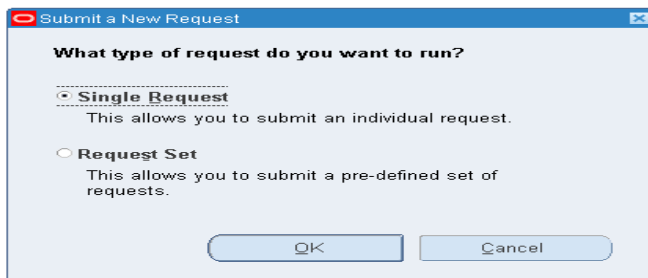 Submit a New Request
What type of request do you want to run?
Single Request
This allows you to submit an individual request.
Request Set
This allows you to submit a pre-defined set of
requests.
OK
Cancel